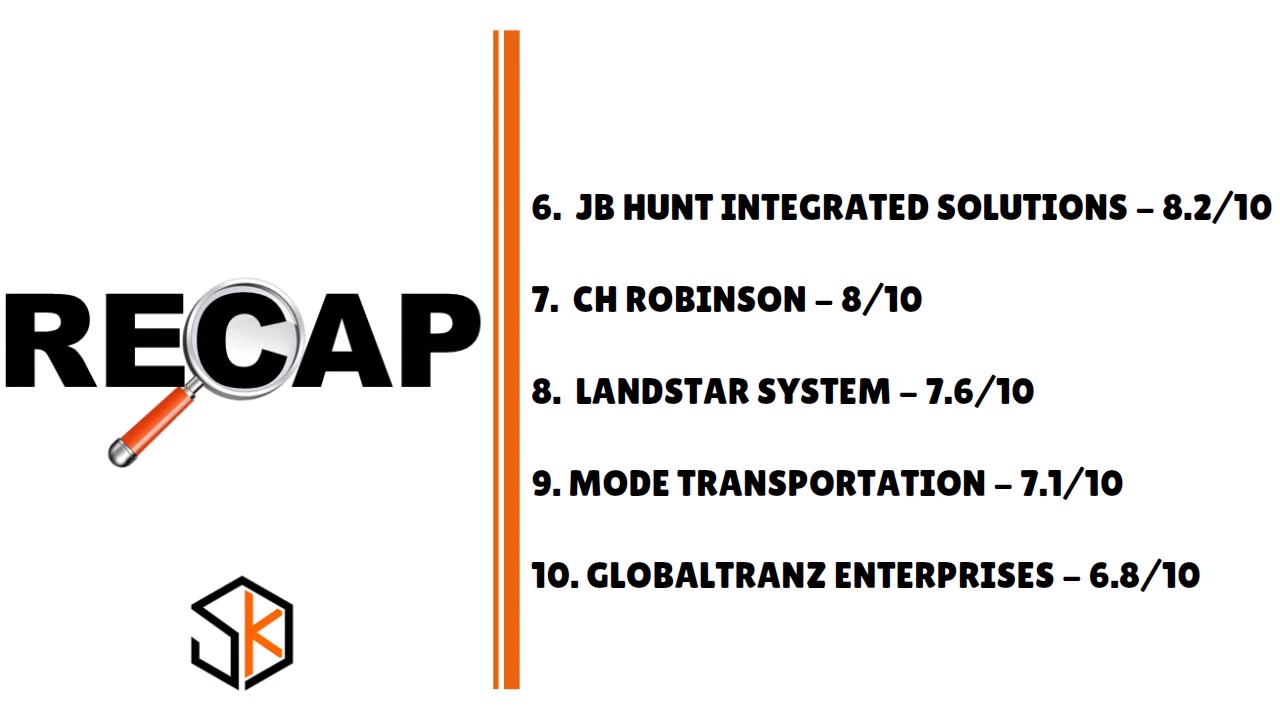 RECAP
6. JB HUNT INTEGRATED SOLUTIONS – 8.2/10
7. CH ROBINSON – 8/10
8. LANDSTAR SYSTEM – 7.6/10
9. MODE TRANSPORTATION – 7.1/10
10. GLOBALTRANZ ENTERPRISES – 6.8/10
SK